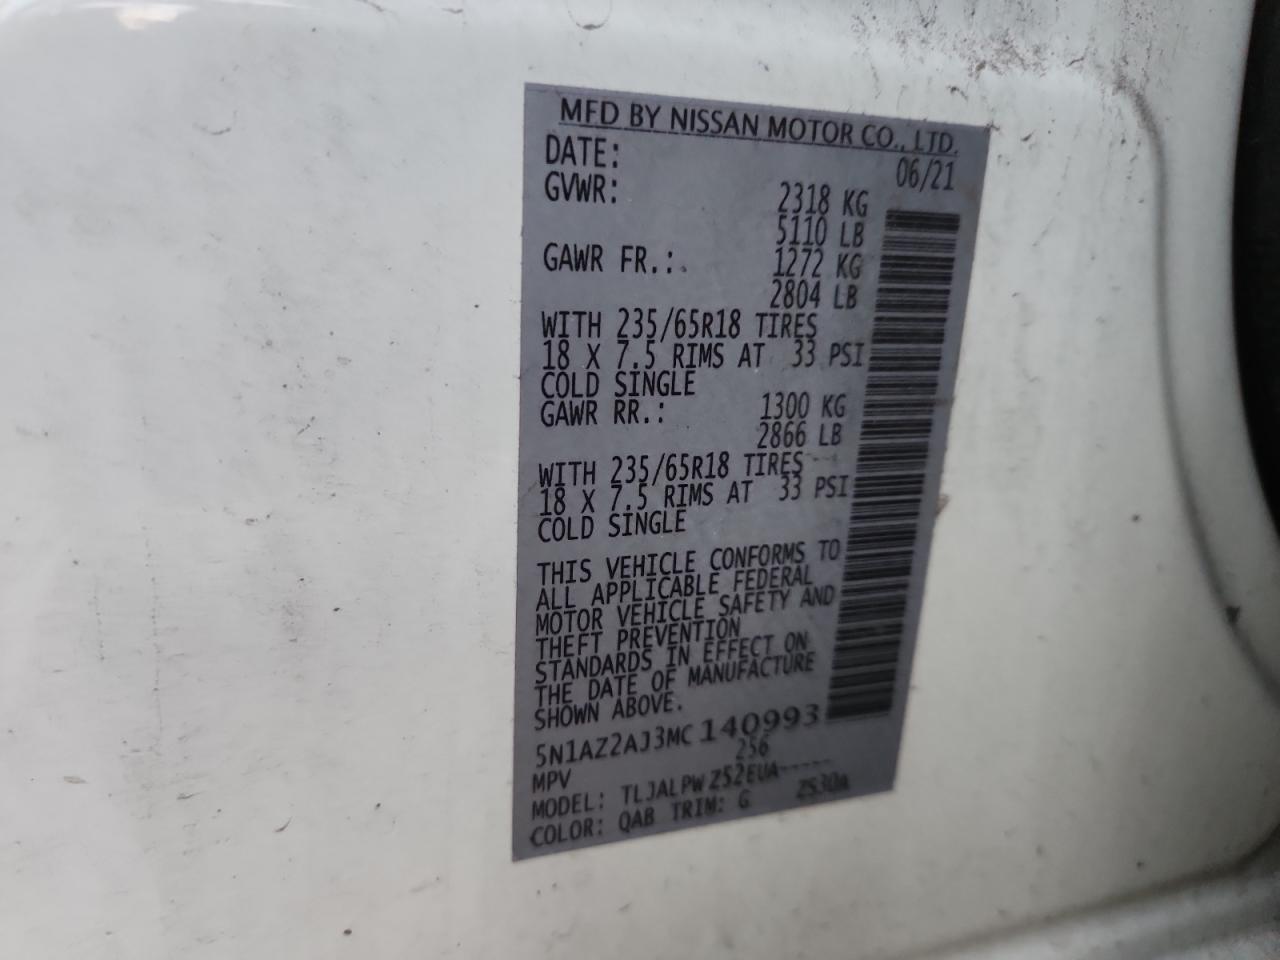 MFD BY NISSAN MOTOR CO., LTD.
DATE: 06/21
GVWR: 2318 KG
5110 LB
GAWR FR.: 1272 KG
2804 LB
WITH 235/65R18 TIRES
18 X 7.5 RIMS AT 33 PSI
COLD SINGLE
GAWR RR.: 1300 KG
2866 LB
WITH 235/65R18 TIRES
18 X 7.5 RIMS AT 33 PSI
COLD SINGLE
THIS VEHICLE CONFORMS TO
ALL APPLICABLE FEDERAL
MOTOR VEHICLE SAFETY AND
THEFT PREVENTION
STANDARDS IN EFFECT ON
THE DATE OF MANUFACTURE
SHOWN ABOVE.
5N1AZ2AJ3MC140993
MPV 256
MODEL: TLJALPWZ52EUA-----
COLOR: QAB TRIM: G Z530A